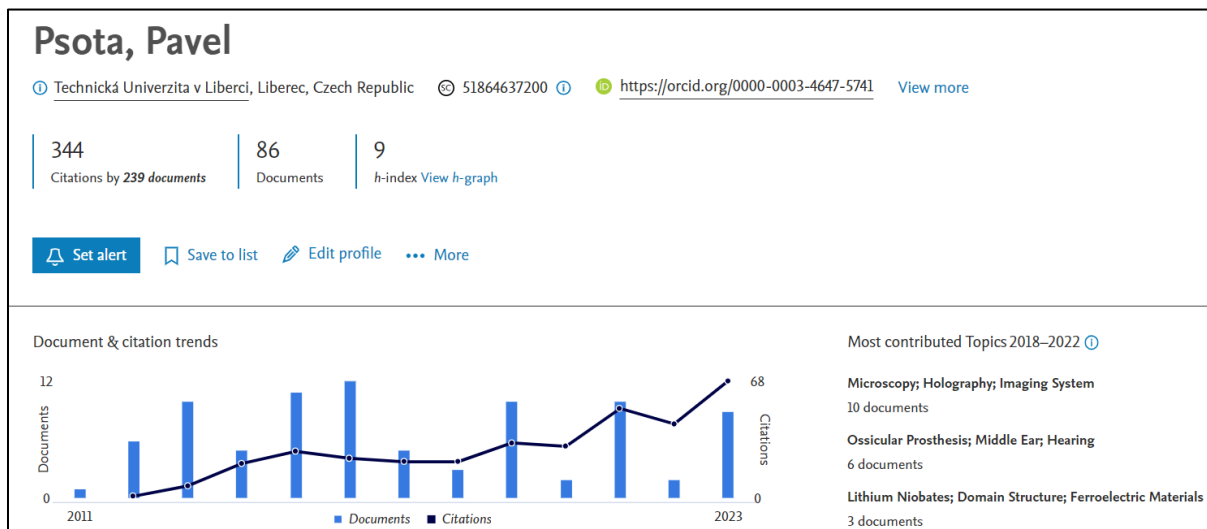 Psota, Pavel
Technická Univerzita v Liberci, Liberec, Czech Republic SC 51864637200 iD https://orcid.org/0000-0003-4647-5741 View more
344 86 9
Citations by 239 documents Documents h-index View h-graph
Set alert Save to list Edit profile More
Document & citation trends
12 68
Documents
Citations
0 0
2011 2023
Documents Citations
Most contributed Topics 2018–2022
Microscopy; Holography; Imaging System
10 documents
Ossicular Prosthesis; Middle Ear; Hearing
6 documents
Lithium Niobates; Domain Structure; Ferroelectric Materials
3 documents